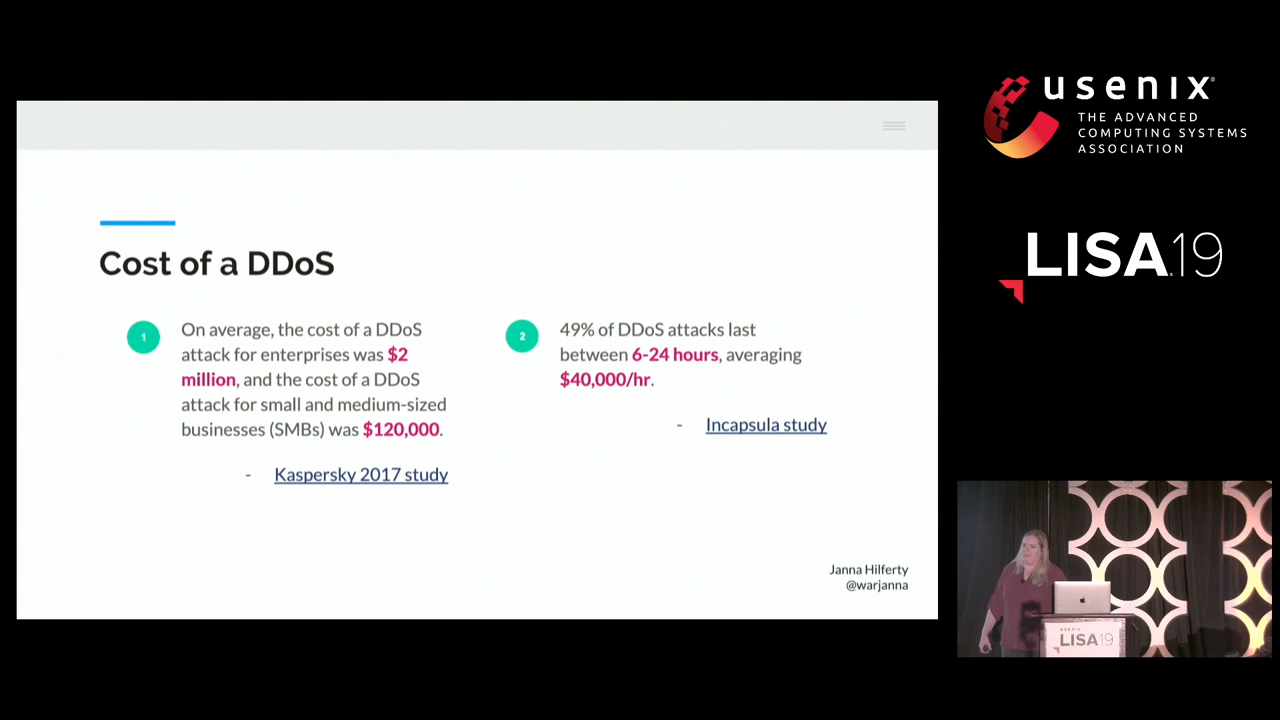 Cost of a DDoS
1
On average, the cost of a DDoS
attack for enterprises was $2
million, and the cost of a DDoS
attack for small and medium-sized
businesses (SMBs) was $120,000.
- Kaspersky 2017 study
2
49% of DDoS attacks last
between 6-24 hours, averaging
$40,000/hr.
- Incapsula study
Janna Hilferty
@warjanna
usenix
THE ADVANCED
COMPUTING SYSTEMS
ASSOCIATION
LISA.19
USENIX
LISA19